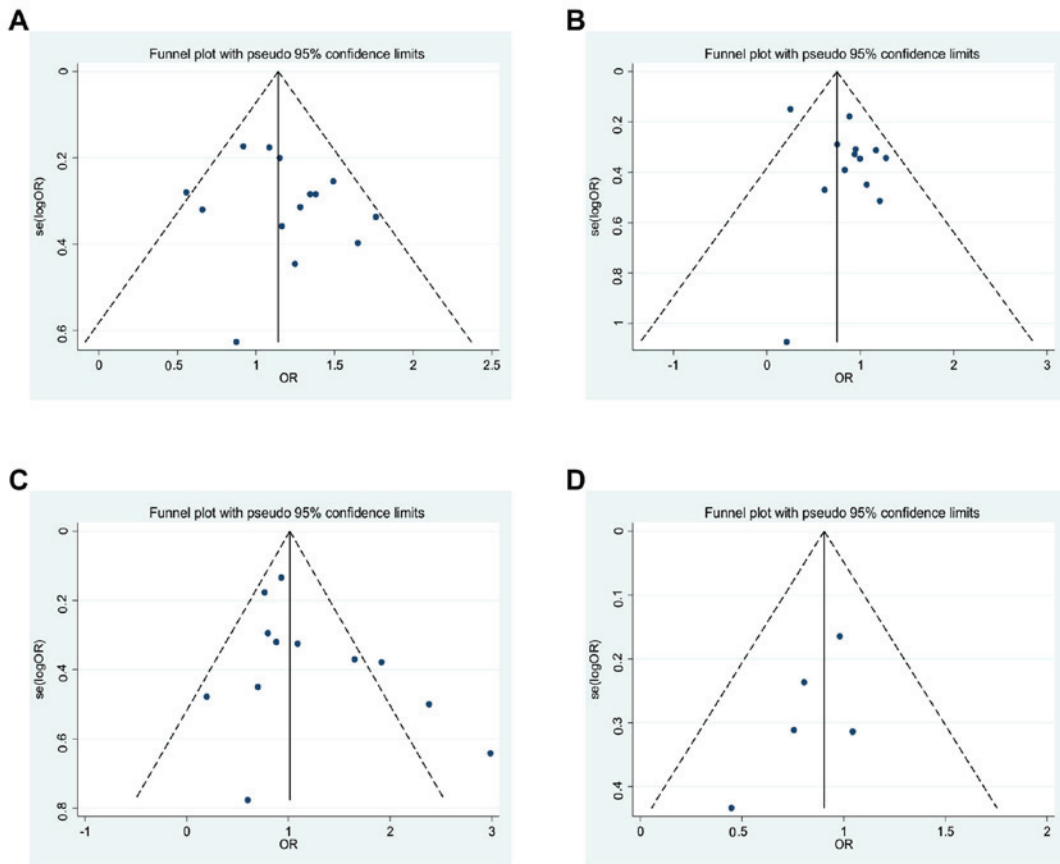 A
Funnel plot with pseudo 95% confidence limits
0
0.2
0.4
0.6
se(logOR)
0 0.5 1 1.5 2 2.5
OR
B
Funnel plot with pseudo 95% confidence limits
0
0.2
0.4
0.6
0.8
1
se(logOR)
-1 0 1 2 3
OR
C
Funnel plot with pseudo 95% confidence limits
0
0.2
0.4
0.6
0.8
se(logOR)
-1 0 1 2 3
OR
D
Funnel plot with pseudo 95% confidence limits
0
0.1
0.2
0.3
0.4
se(logOR)
0 0.5 1 1.5 2
OR